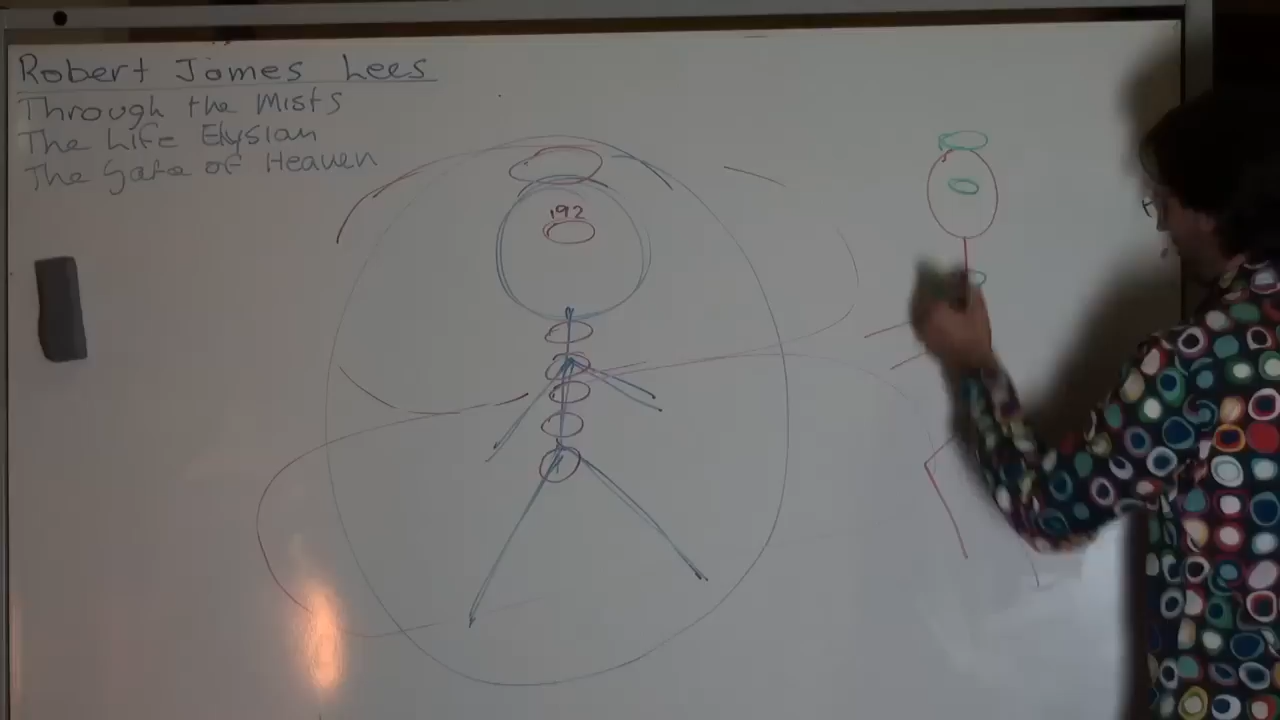 Robert James Lees
Through the Mists
The Life Elysian
The Gate of Heaven
192